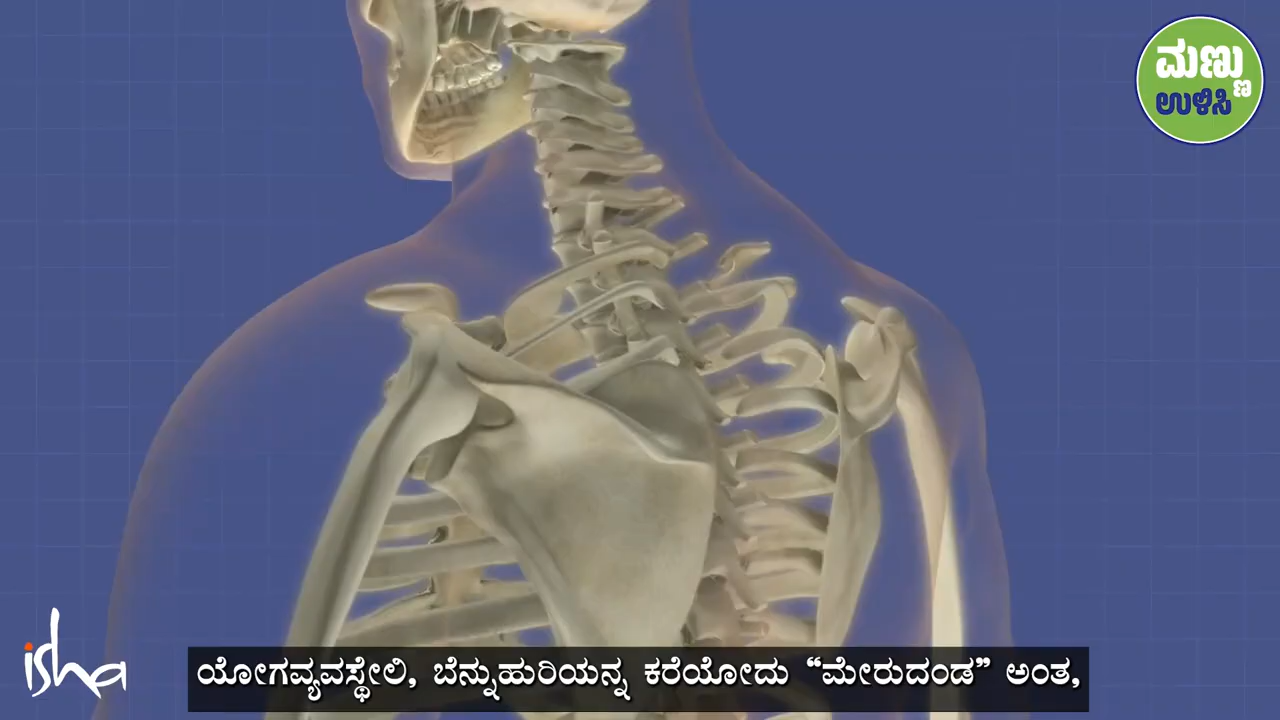 ಮಣ್ಣು
ಉಳಿಸಿ
isha
ಯೋಗವ್ಯವಸ್ಥೇಲಿ, ಬೆನ್ನುಹುರಿಯನ್ನ ಕರೆಯೋದು “ಮೇರುದಂಡ” ಅಂತ,